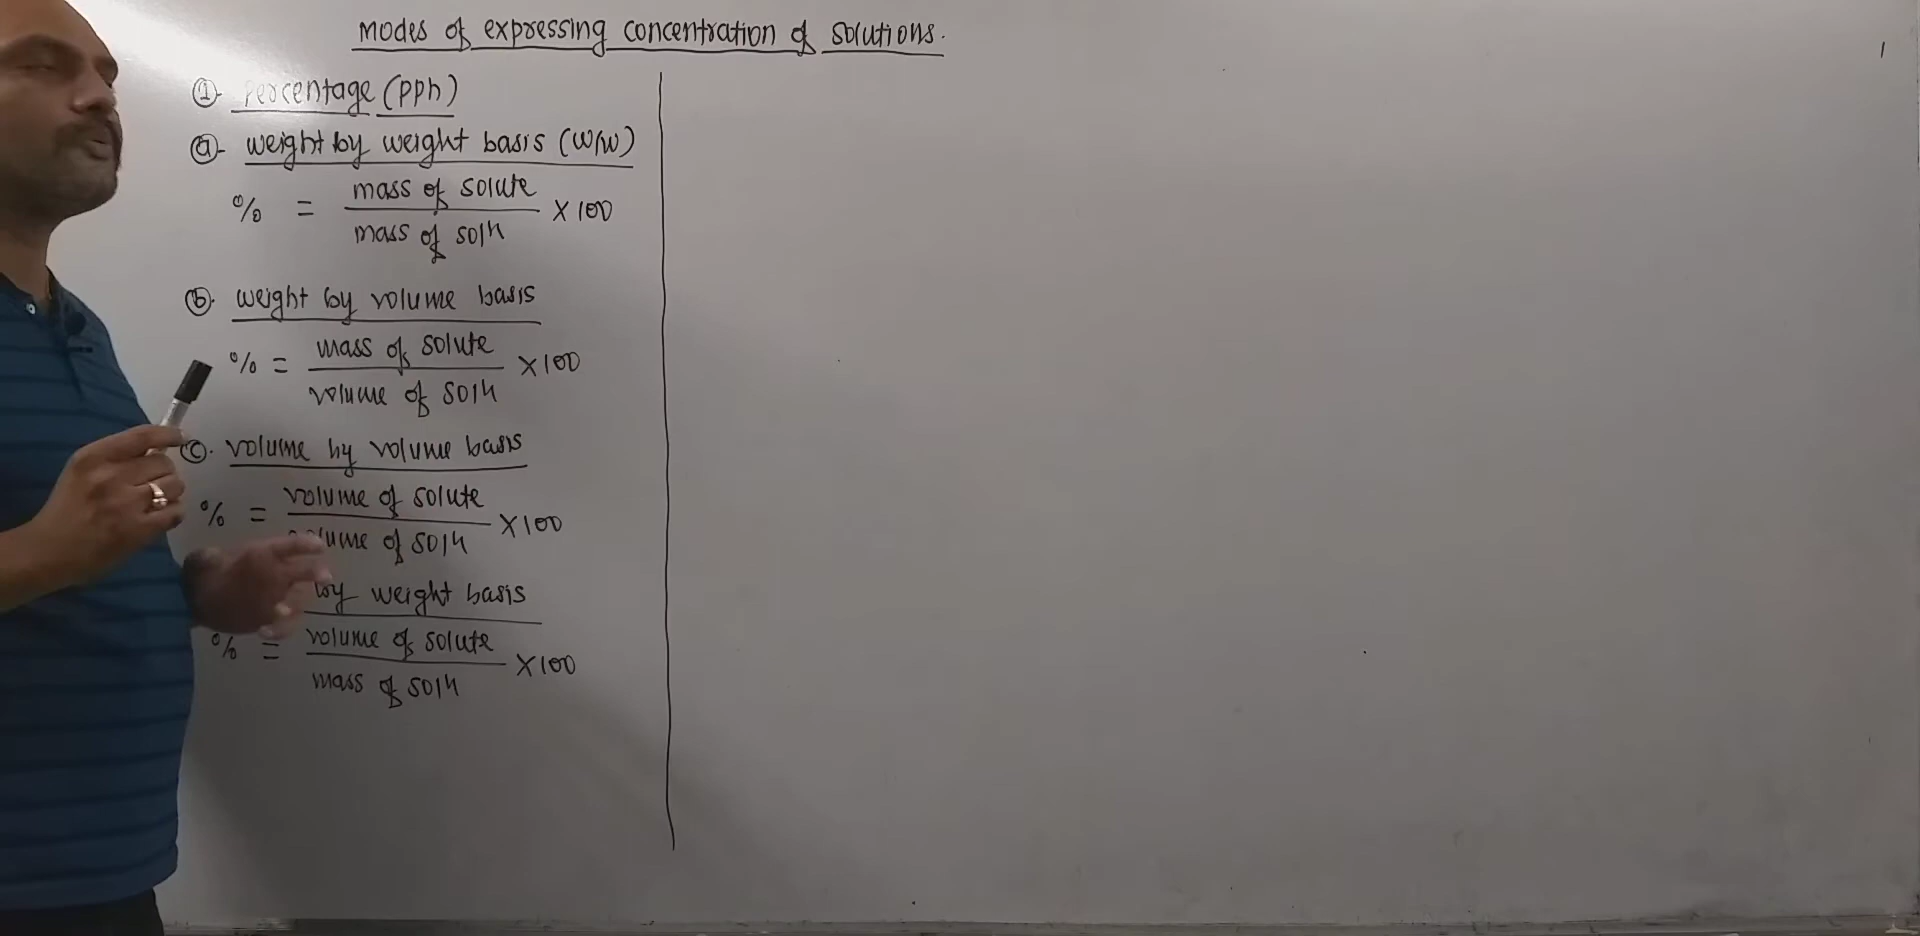 Modes of expressing concentration of solutions.
① Percentage (PPh)
ⓐ weight by weight basis (W/W)
% = mass of solute / mass of soln × 100
ⓑ. weight by volume basis
% = mass of solute / volume of soln × 100
ⓒ. volume by volume basis
% = volume of solute / volume of soln × 100
by weight basis
% = volume of solute / mass of soln × 100
1